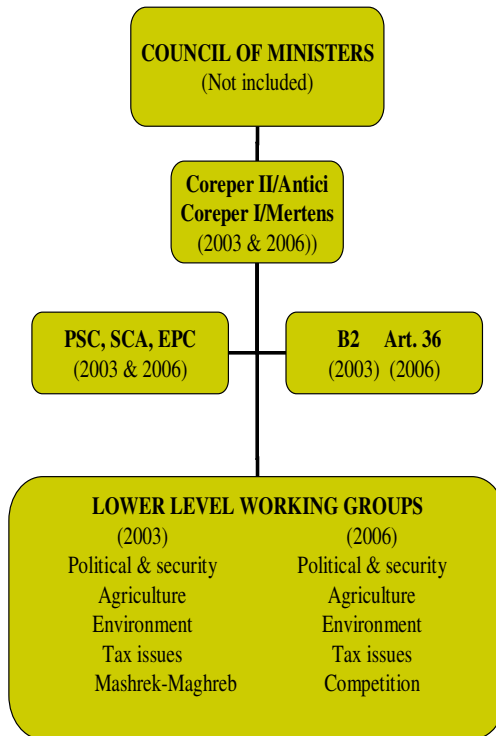 COUNCIL OF MINISTERS
(Not included)
Coreper II/Antici
Coreper I/Mertens
(2003 & 2006))
PSC, SCA, EPC
(2003 & 2006)
B2 Art. 36
(2003) (2006)
LOWER LEVEL WORKING GROUPS
(2003) (2006)
Political & security Political & security
Agriculture Agriculture
Environment Environment
Tax issues Tax issues
Mashrek-Maghreb Competition